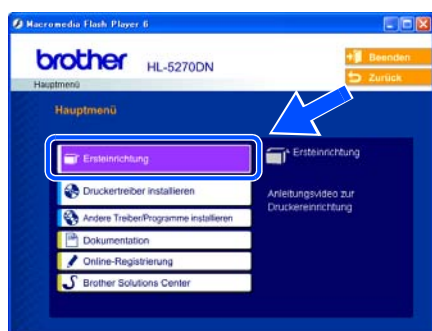 Macromedia Flash Player 6
brother
HL-5270DN
Beenden
Zurück
Hauptmenü
Hauptmenü
Ersteinrichtung
Druckertreiber installieren
Andere Treiber/Programme installieren
Dokumentation
Online-Registrierung
Brother Solutions Center
Ersteinrichtung
Anleitungsvideo zur
Druckereinrichtung